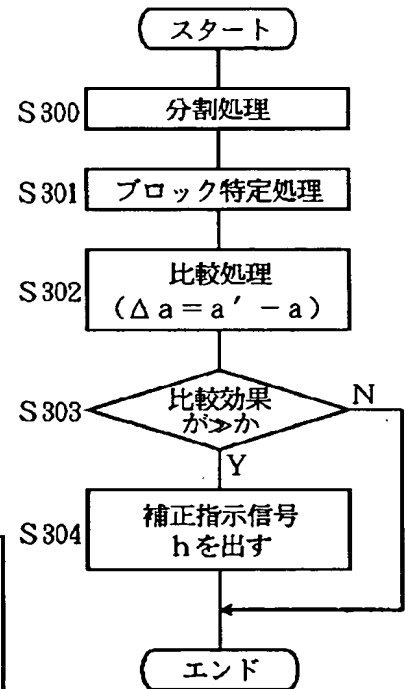 スタート
S300 分割処理
S301 ブロック特定処理
S302 比較処理
(Δa=a′-a)
S303 比較効果
が≫か
N
Y
S304 補正指示信号
hを出す
エンド